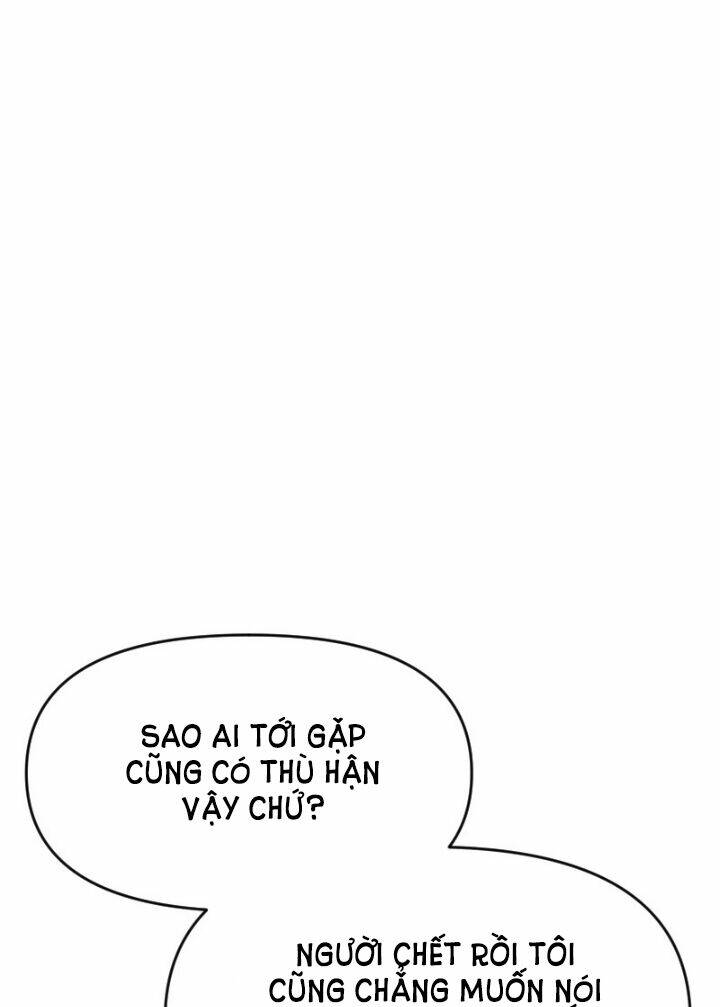 SAO AI TỚI GẶP
CŨNG CÓ THÙ HẬN
VẬY CHỨ?
NGƯỜI CHẾT RỒI TÔI
CŨNG CHẲNG MUỐN NÓI